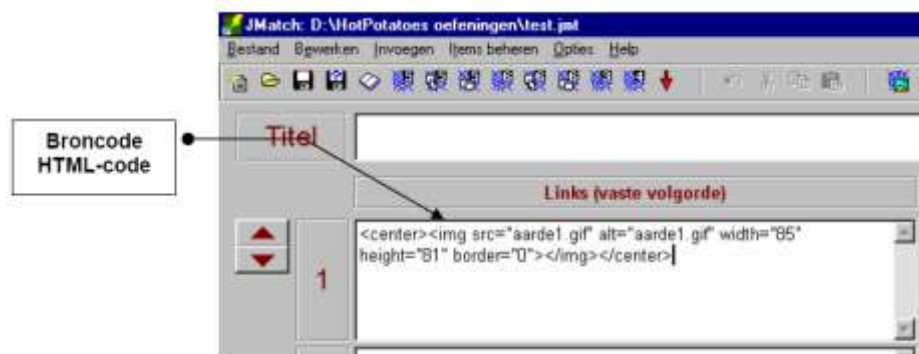 JMatch: D:\HotPotatoes oefeningen\test.jmt
Bestand Bewerken Invoegen Items beheren Opties Help
Titel
Broncode
HTML-code
Links (vaste volgorde)
<center><img src="aarde1.gif" alt="aarde1.gif" width="85"
height="81" border="0"></img></center>
1